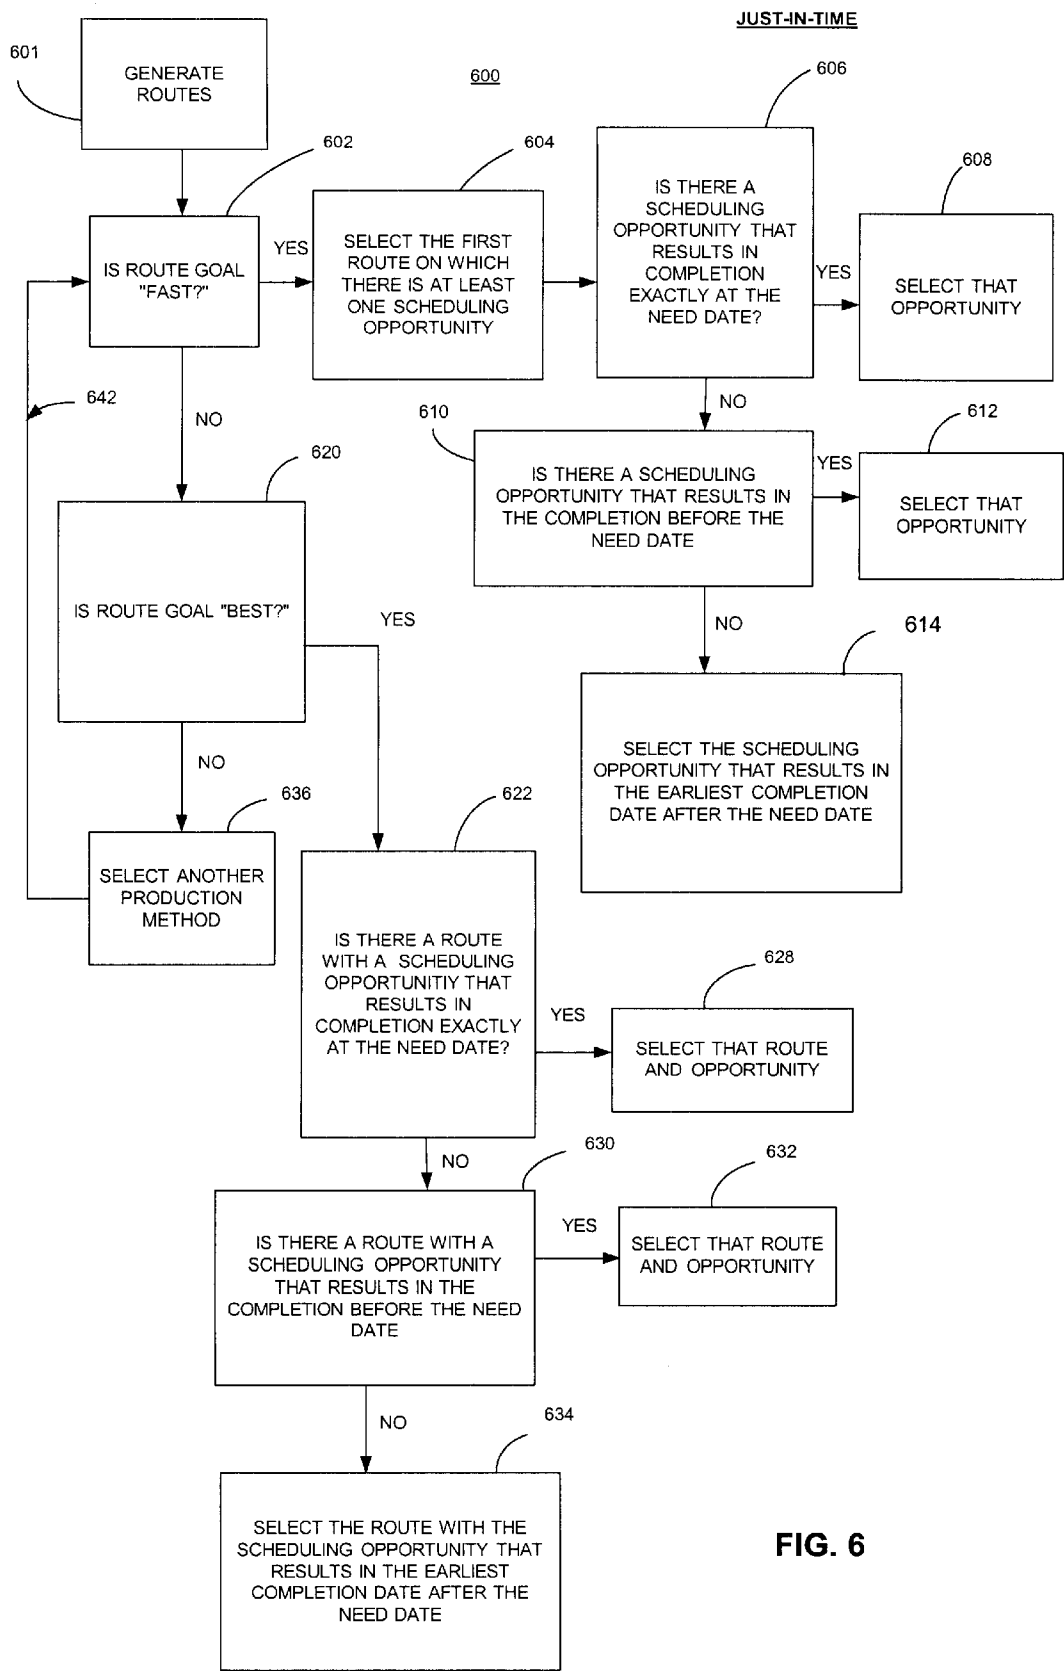 JUST-IN-TIME
601
GENERATE
ROUTES
600
606
602
604
608
IS THERE A
SCHEDULING
OPPORTUNITY THAT
RESULTS IN
COMPLETION
EXACTLY AT THE
NEED DATE?
SELECT THE FIRST
ROUTE ON WHICH
THERE IS AT LEAST
ONE SCHEDULING
OPPORTUNITY
YES
IS ROUTE GOAL
"FAST?"
YES
SELECT THAT
OPPORTUNITY
642
NO
NO
610
612
620
IS THERE A SCHEDULING
OPPORTUNITY THAT RESULTS IN
THE COMPLETION BEFORE THE
NEED DATE
YES
SELECT THAT
OPPORTUNITY
IS ROUTE GOAL "BEST?"
YES
NO
614
SELECT THE SCHEDULING
OPPORTUNITY THAT RESULTS IN
THE EARLIEST COMPLETION
DATE AFTER THE NEED DATE
NO
636
622
SELECT ANOTHER
PRODUCTION
METHOD
IS THERE A ROUTE
WITH A SCHEDULING
OPPORTUNITIY THAT
RESULTS IN
COMPLETION EXACTLY
AT THE NEED DATE?
628
YES
SELECT THAT ROUTE
AND OPPORTUNITY
NO
630
632
IS THERE A ROUTE WITH A
SCHEDULING OPPORTUNITY
THAT RESULTS IN THE
COMPLETION BEFORE THE NEED
DATE
YES
SELECT THAT ROUTE
AND OPPORTUNITY
NO
634
SELECT THE ROUTE WITH THE
SCHEDULING OPPORTUNITY THAT
RESULTS IN THE EARLIEST
COMPLETION DATE AFTER THE
NEED DATE
FIG. 6